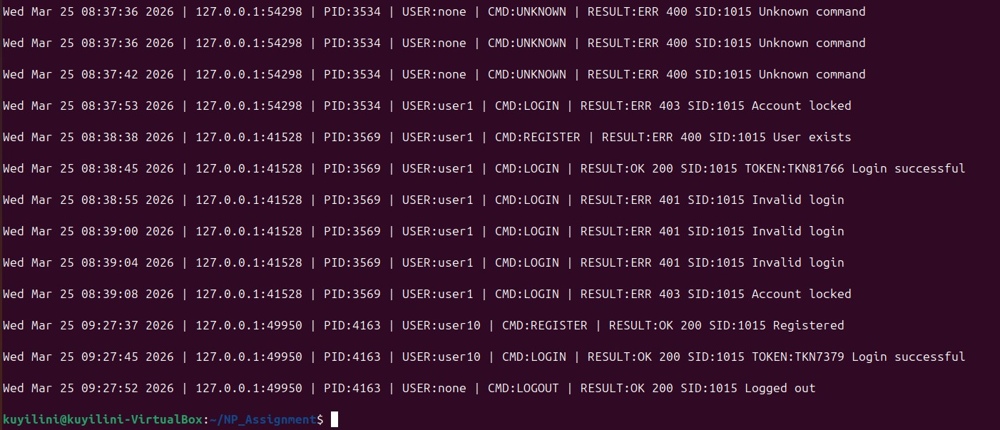 Wed Mar 25 08:37:36 2026 | 127.0.0.1:54298 | PID:3534 | USER:none | CMD:UNKNOWN | RESULT:ERR 400 SID:1015 Unknown command
Wed Mar 25 08:37:36 2026 | 127.0.0.1:54298 | PID:3534 | USER:none | CMD:UNKNOWN | RESULT:ERR 400 SID:1015 Unknown command
Wed Mar 25 08:37:42 2026 | 127.0.0.1:54298 | PID:3534 | USER:none | CMD:UNKNOWN | RESULT:ERR 400 SID:1015 Unknown command
Wed Mar 25 08:37:53 2026 | 127.0.0.1:54298 | PID:3534 | USER:user1 | CMD:LOGIN | RESULT:ERR 403 SID:1015 Account locked
Wed Mar 25 08:38:38 2026 | 127.0.0.1:41528 | PID:3569 | USER:user1 | CMD:REGISTER | RESULT:ERR 400 SID:1015 User exists
Wed Mar 25 08:38:45 2026 | 127.0.0.1:41528 | PID:3569 | USER:user1 | CMD:LOGIN | RESULT:OK 200 SID:1015 TOKEN:TKN81766 Login successful
Wed Mar 25 08:38:55 2026 | 127.0.0.1:41528 | PID:3569 | USER:user1 | CMD:LOGIN | RESULT:ERR 401 SID:1015 Invalid login
Wed Mar 25 08:39:00 2026 | 127.0.0.1:41528 | PID:3569 | USER:user1 | CMD:LOGIN | RESULT:ERR 401 SID:1015 Invalid login
Wed Mar 25 08:39:04 2026 | 127.0.0.1:41528 | PID:3569 | USER:user1 | CMD:LOGIN | RESULT:ERR 401 SID:1015 Invalid login
Wed Mar 25 08:39:08 2026 | 127.0.0.1:41528 | PID:3569 | USER:user1 | CMD:LOGIN | RESULT:ERR 403 SID:1015 Account locked
Wed Mar 25 09:27:37 2026 | 127.0.0.1:49950 | PID:4163 | USER:user10 | CMD:REGISTER | RESULT:OK 200 SID:1015 Registered
Wed Mar 25 09:27:45 2026 | 127.0.0.1:49950 | PID:4163 | USER:user10 | CMD:LOGIN | RESULT:OK 200 SID:1015 TOKEN:TKN7379 Login successful
Wed Mar 25 09:27:52 2026 | 127.0.0.1:49950 | PID:4163 | USER:none | CMD:LOGOUT | RESULT:OK 200 SID:1015 Logged out
kuyilini@kuyilini-VirtualBox:~/NP_Assignment$